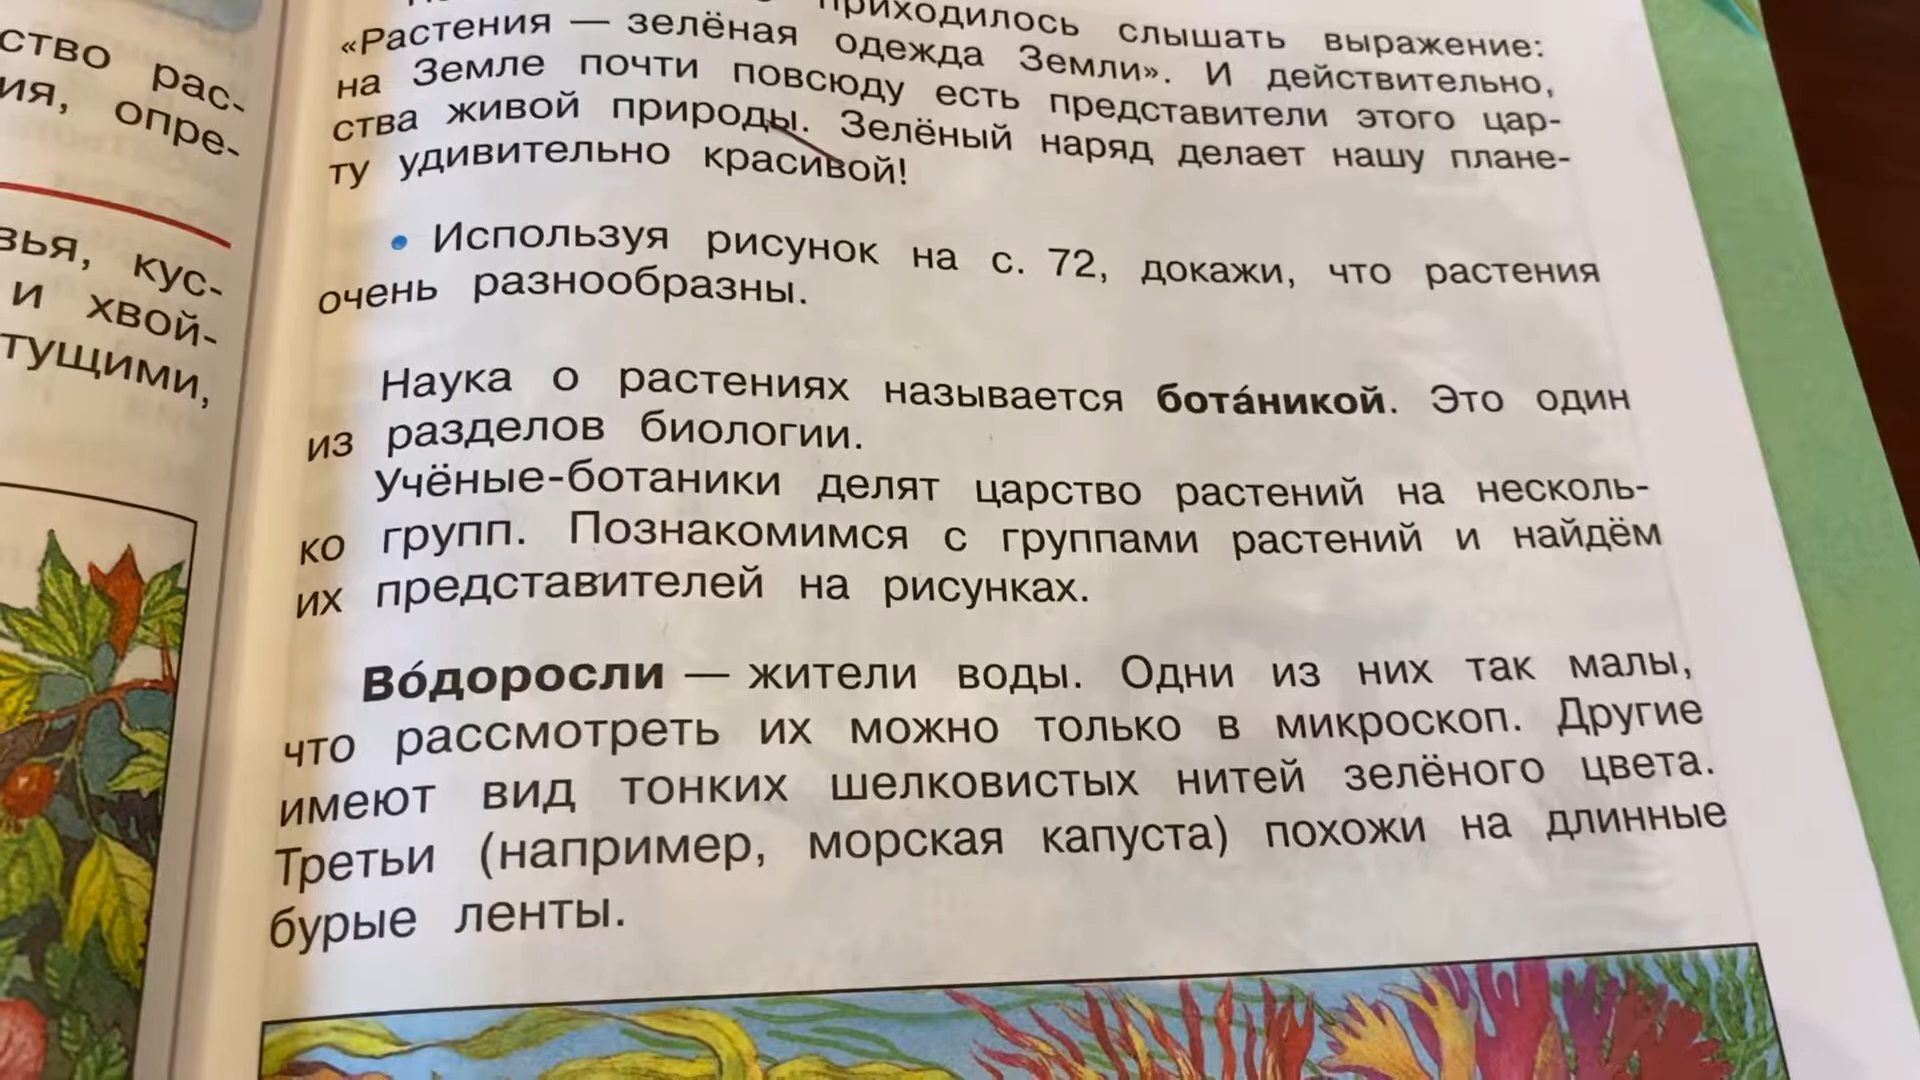 ство рас-
ия, опре-
вья, кус-
и хвой-
тущими,
приходилось слышать выражение:
«Растения — зелёная одежда Земли». И действительно,
на Земле почти повсюду есть представители этого цар-
ства живой природы. Зелёный наряд делает нашу плане-
ту удивительно красивой!
• Используя рисунок на с. 72, докажи, что растения
очень разнообразны.
Наука о растениях называется бота́никой. Это один
из разделов биологии.
Учёные-ботаники делят царство растений на несколь-
ко групп. Познакомимся с группами растений и найдём
их представителей на рисунках.
Во́доросли — жители воды. Одни из них так малы,
что рассмотреть их можно только в микроскоп. Другие
имеют вид тонких шелковистых нитей зелёного цвета.
Третьи (например, морская капуста) похожи на длинные
бурые ленты.